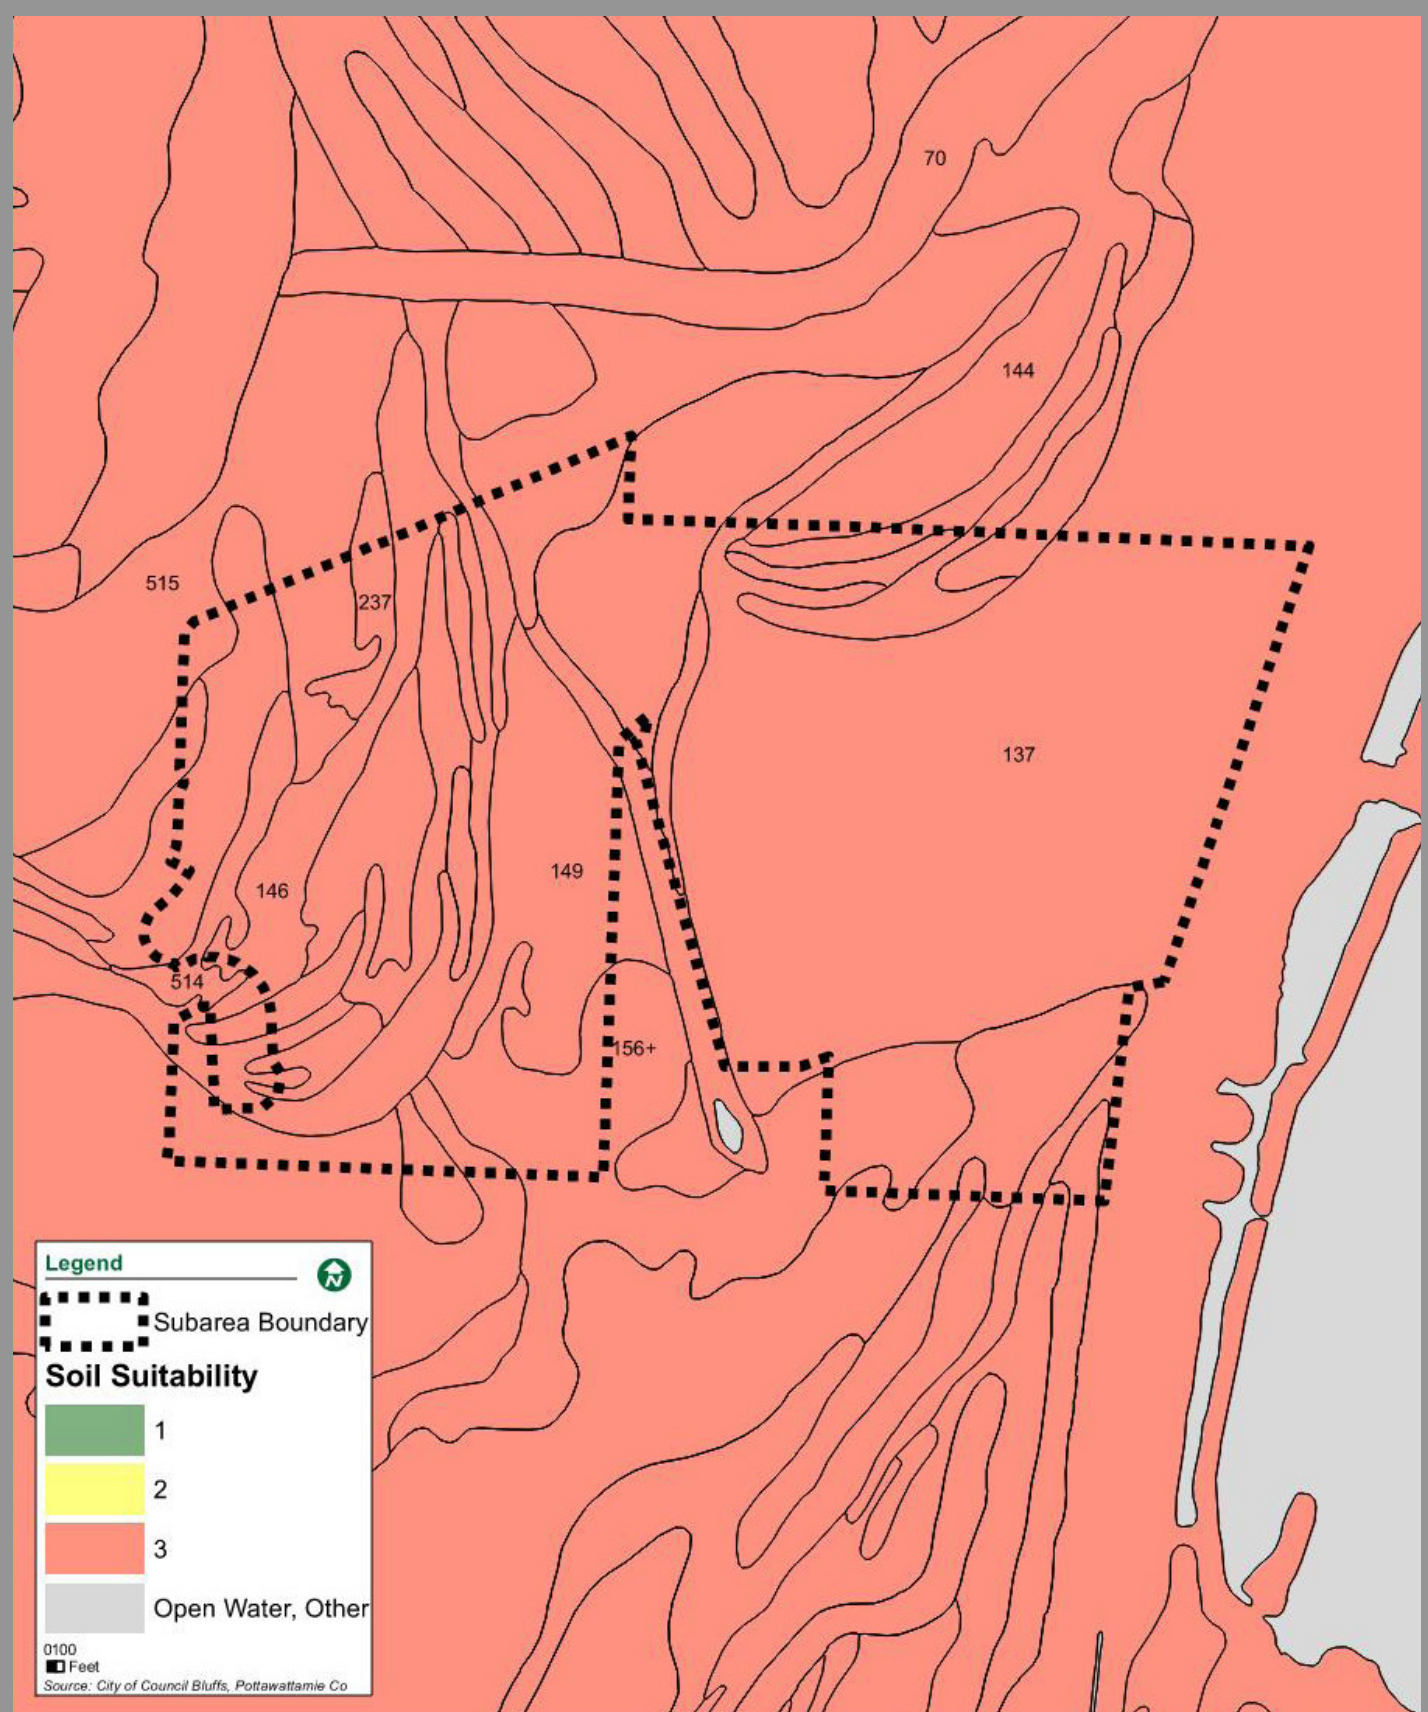 70
144
515
237
137
149
146
514
156+
Legend
N
Subarea Boundary
Soil Suitability
1
2
3
Open Water, Other
0100
Feet
Source: City of Council Bluffs, Pottawattamie Co